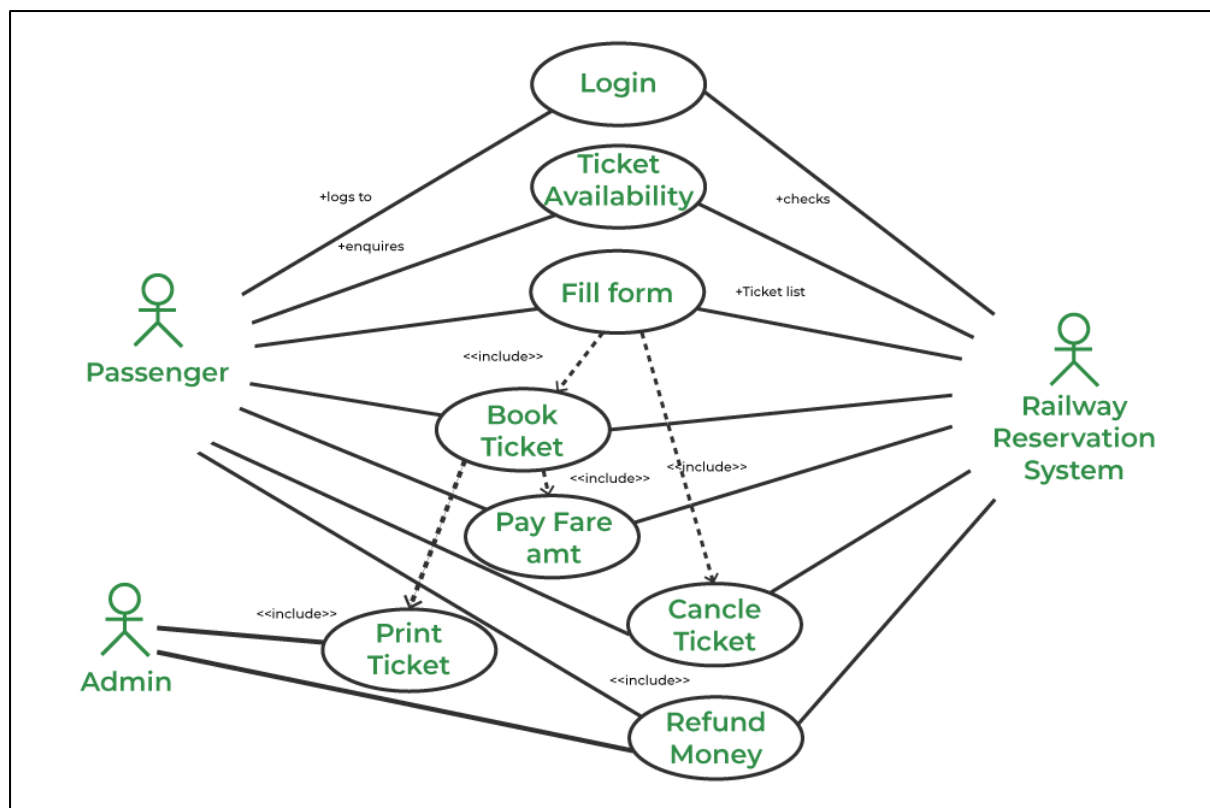 Login
Ticket
Availability
+logs to
+checks
+enquires
Fill form
+Ticket list
<<include>>
Passenger
Book
Ticket
Railway
Reservation
System
<<include>>
<<include>>
Pay Fare
amt
<<include>>
Cancle
Ticket
Print
Ticket
Admin
<<include>>
Refund
Money